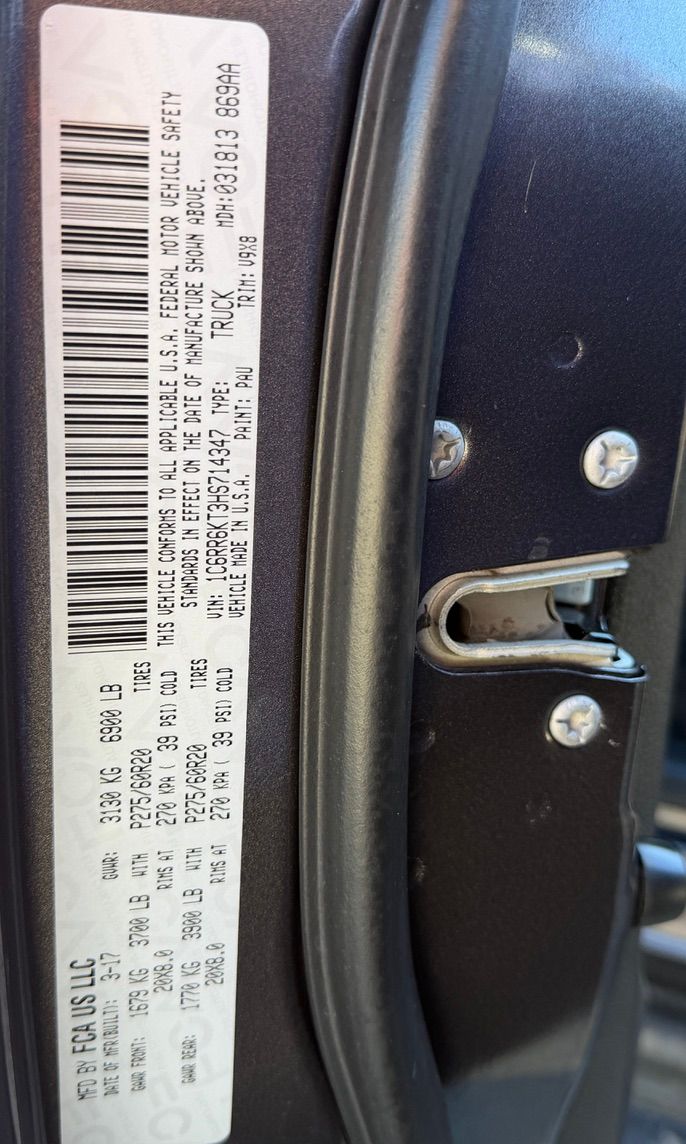 MFD BY FCA US LLC
DATE OF MFR(BUILT): 3-17 GVWR: 3130 KG 6900 LB
GAWR FRONT: 1679 KG 3700 LB WITH P275/60R20 TIRES
20X8.0 RIMS AT 270 KPA ( 39 PSI) COLD
GAWR REAR: 1770 KG 3900 LB WITH P275/60R20 TIRES
20X8.0 RIMS AT 270 KPA ( 39 PSI) COLD
THIS VEHICLE CONFORMS TO ALL APPLICABLE U.S.A. FEDERAL MOTOR VEHICLE SAFETY
STANDARDS IN EFFECT ON THE DATE OF MANUFACTURE SHOWN ABOVE.
VIN: 1C6RR6KT3HS714347 TYPE: TRUCK MDH:031813 869AA
VEHICLE MADE IN U.S.A. PAINT: PAU TRIM: V9X8